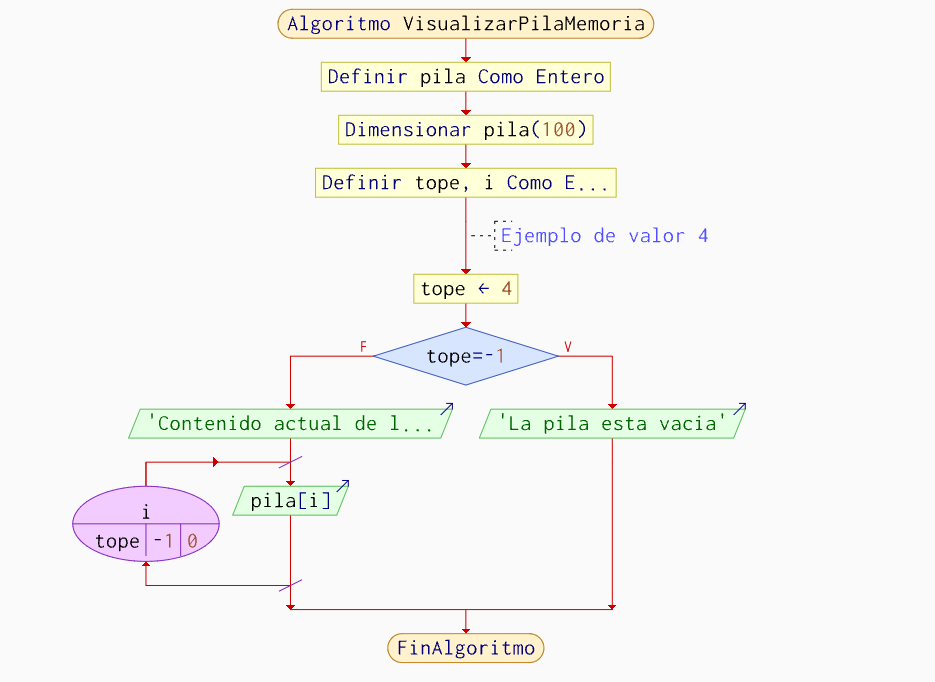 Algoritmo VisualizarPilaMemoria
Definir pila Como Entero
Dimensionar pila(100)
Definir tope, i Como E...
Ejemplo de valor 4
tope ← 4
F
tope=-1
V
'Contenido actual de l...
'La pila esta vacia'
pila[i]
i
tope -1 0
FinAlgoritmo